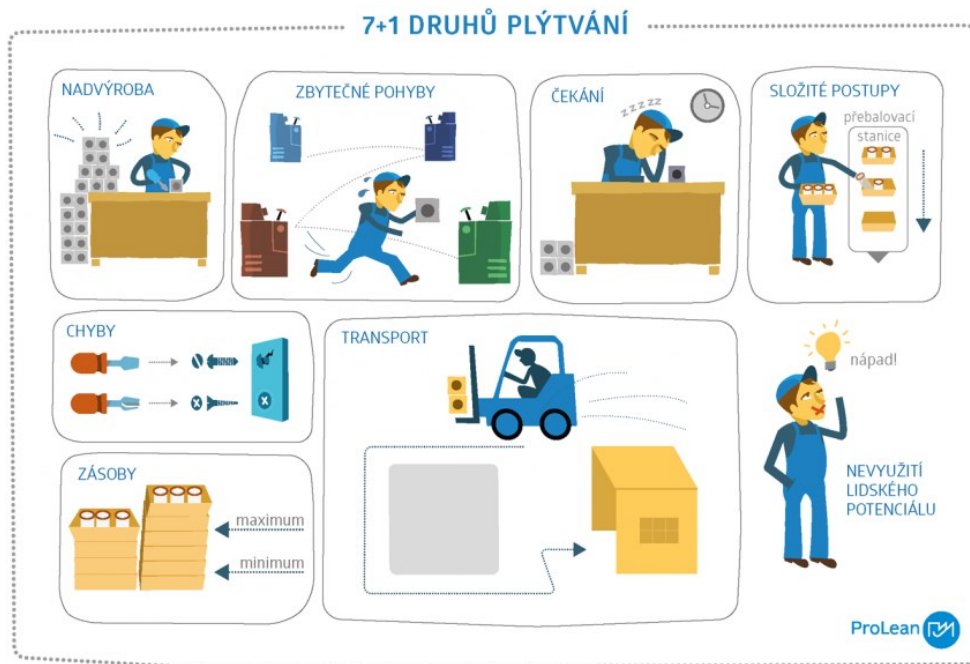 7+1 DRUHŮ PLÝTVÁNÍ
NADVÝROBA
ZBYTEČNÉ POHYBY
ČEKÁNÍ
zzzzz
SLOŽITÉ POSTUPY
přebalovací
stanice
CHYBY
TRANSPORT
nápad!
NEVYUŽITÍ
LIDSKÉHO
POTENCIÁLU
ZÁSOBY
maximum
minimum
ProLean